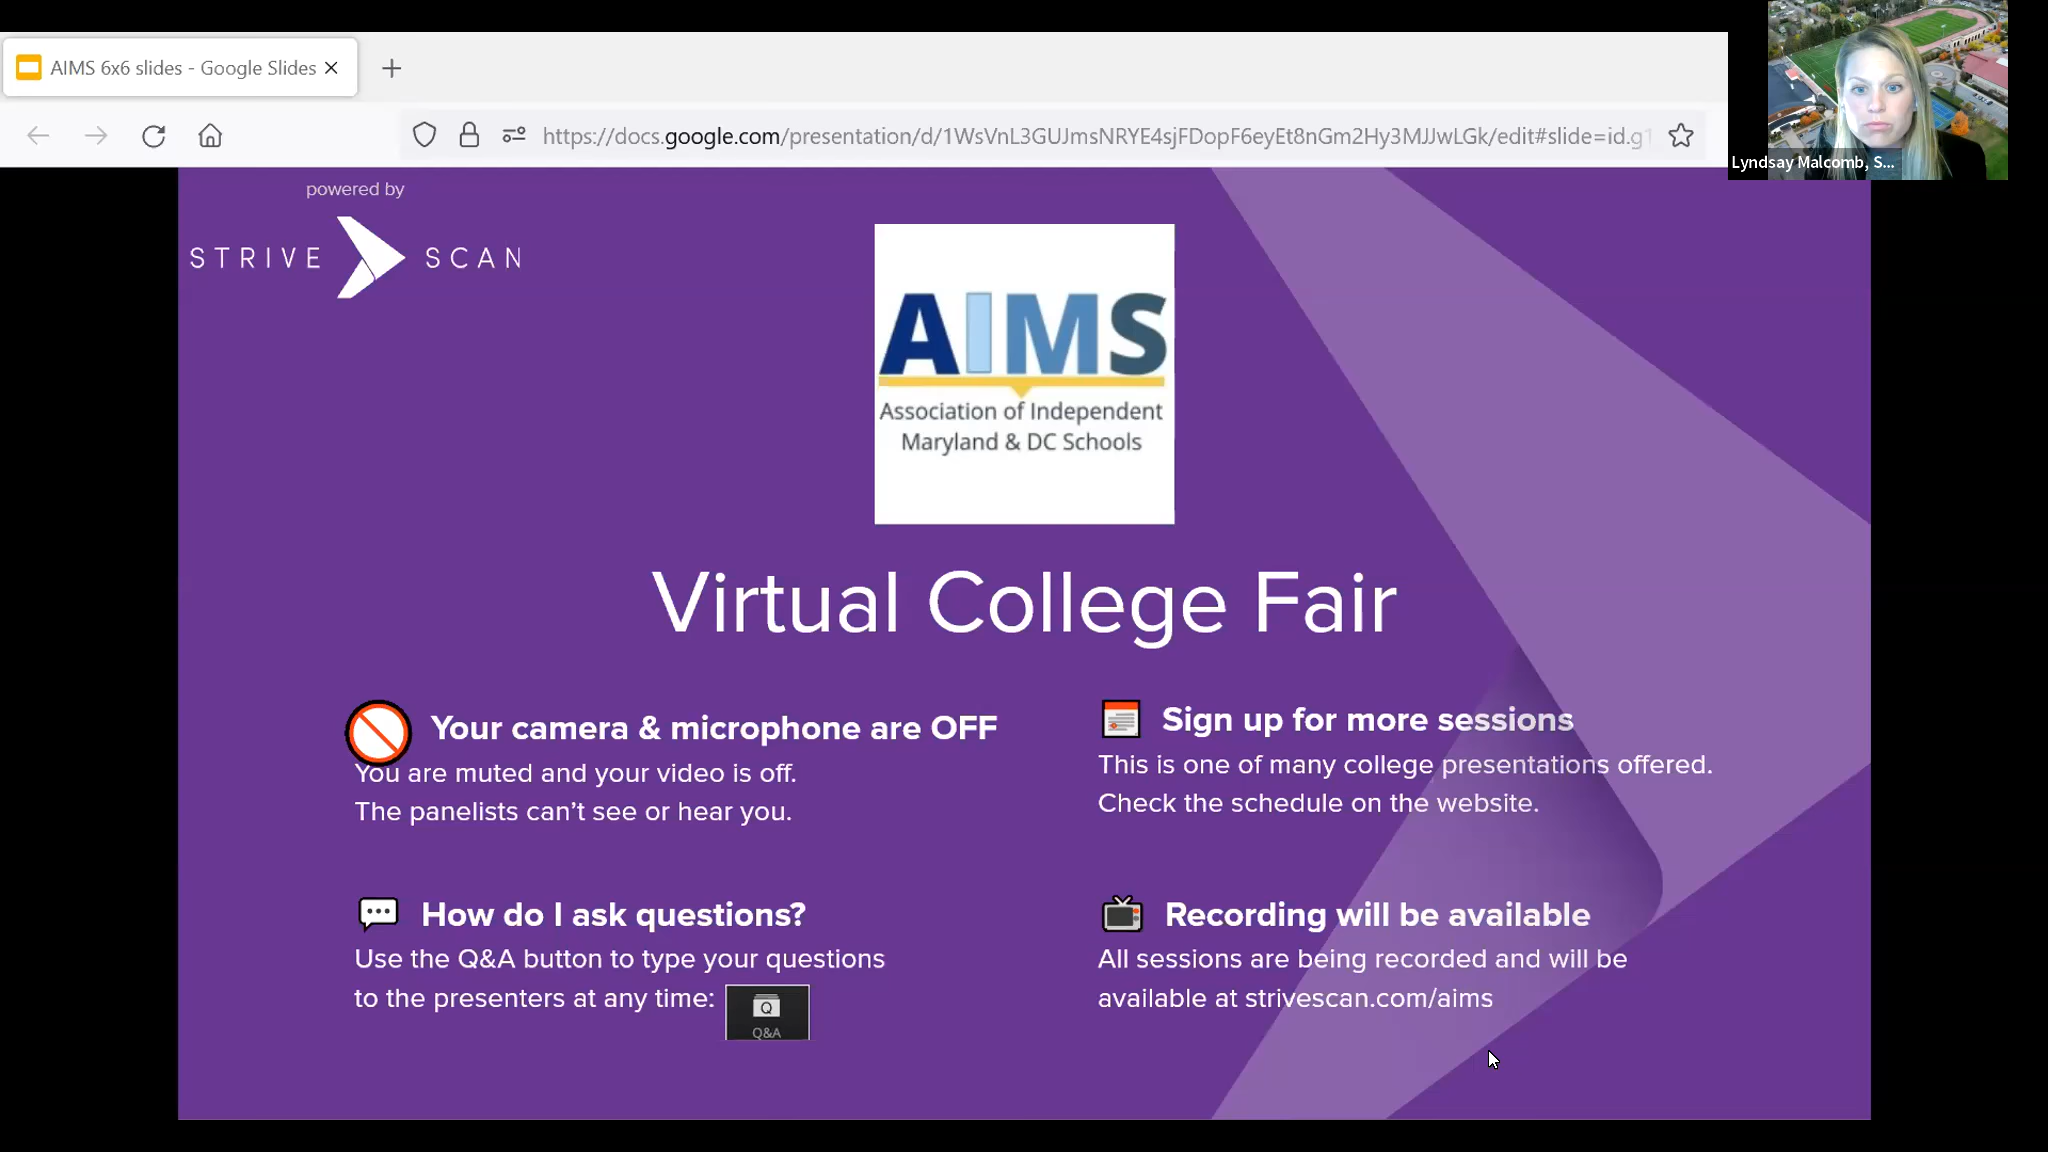 AIMS 6x6 slides - Google Slides
https://docs.google.com/presentation/d/1WsVnL3GUJmsNRYE4sjFDopF6eyEt8nGm2Hy3MJJwLGk/edit#slide=id.g1
Lyndsay Malcomb, S...
powered by
STRIVE SCAN
AIMS
Association of Independent
Maryland & DC Schools
Virtual College Fair
Your camera & microphone are OFF
You are muted and your video is off.
The panelists can't see or hear you.
Sign up for more sessions
This is one of many college presentations offered.
Check the schedule on the website.
How do I ask questions?
Use the Q&A button to type your questions
to the presenters at any time:
Q
Q&A
Recording will be available
All sessions are being recorded and will be
available at strivescan.com/aims